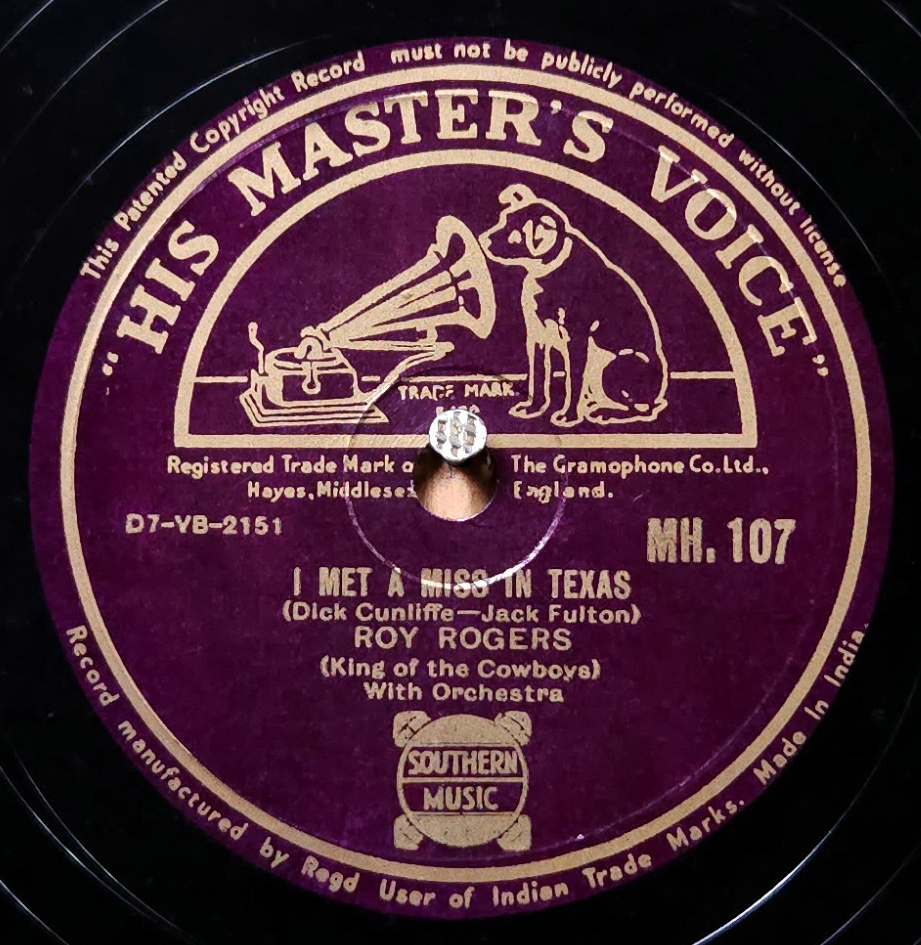 This Patented Copyright Record must not be publicly performed without license
"HIS MASTER'S VOICE"
TRADE MARK.
Registered Trade Mark The Gramophone Co.Ltd.,
Hayes, England.
D7-YB-2151
MH. 107
I MET A MISS IN TEXAS
(Dick Cunliffe—Jack Fulton)
ROY ROGERS
(King of the Cowboys)
With Orchestra
SOUTHERN
MUSIC
Record manufactured by Regd User of Indian Trade Marks. Made In India.